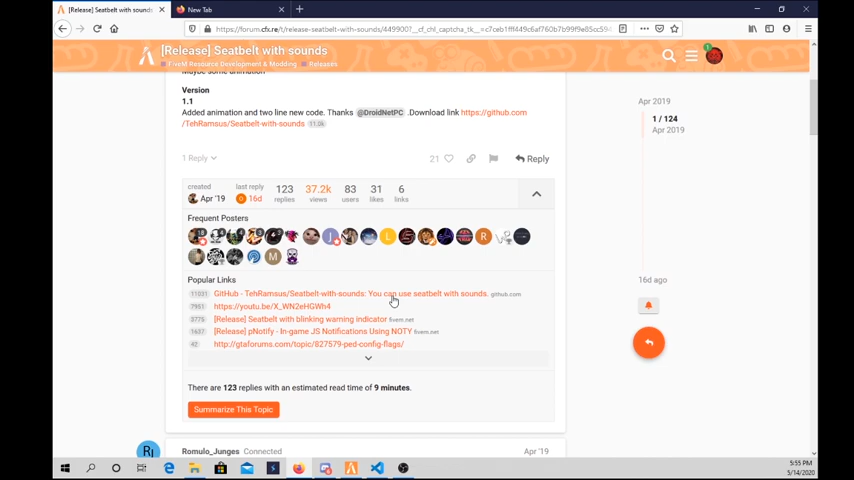 [Release] Seatbelt with sounds
New Tab
https://forum.cfx.re/t/release-seatbelt-with-sounds/449900?__cf_chl_captcha_tk__=
[Release] Seatbelt with sounds
FiveM Resource Development & Modding
Releases
1
Maybe some animation
Version
1.1
Added animation and two line new code. Thanks @DroidNetPC .Download link https://github.com
/TehRamsus/Seatbelt-with-sounds 11.0k
1 Reply
21
Reply
created
Apr '19
last reply
16d
123
replies
37.2k
views
83
users
31
likes
6
links
Frequent Posters
Popular Links
11031 GitHub - TehRamsus/Seatbelt-with-sounds: You can use seatbelt with sounds. github.com
7951 https://youtu.be/X_WN2eHGWh4
3775 [Release] Seatbelt with blinking warning indicator fivem.net
1637 [Release] pNotify - In-game JS Notifications Using NOTY fivem.net
42 http://gtaforums.com/topic/827579-ped-config-flags/
There are 123 replies with an estimated read time of 9 minutes.
Summarize This Topic
Romulo_Junges Connected
Apr '19
Apr 2019
1 / 124
Apr 2019
16d ago
5:55 PM
5/14/2020